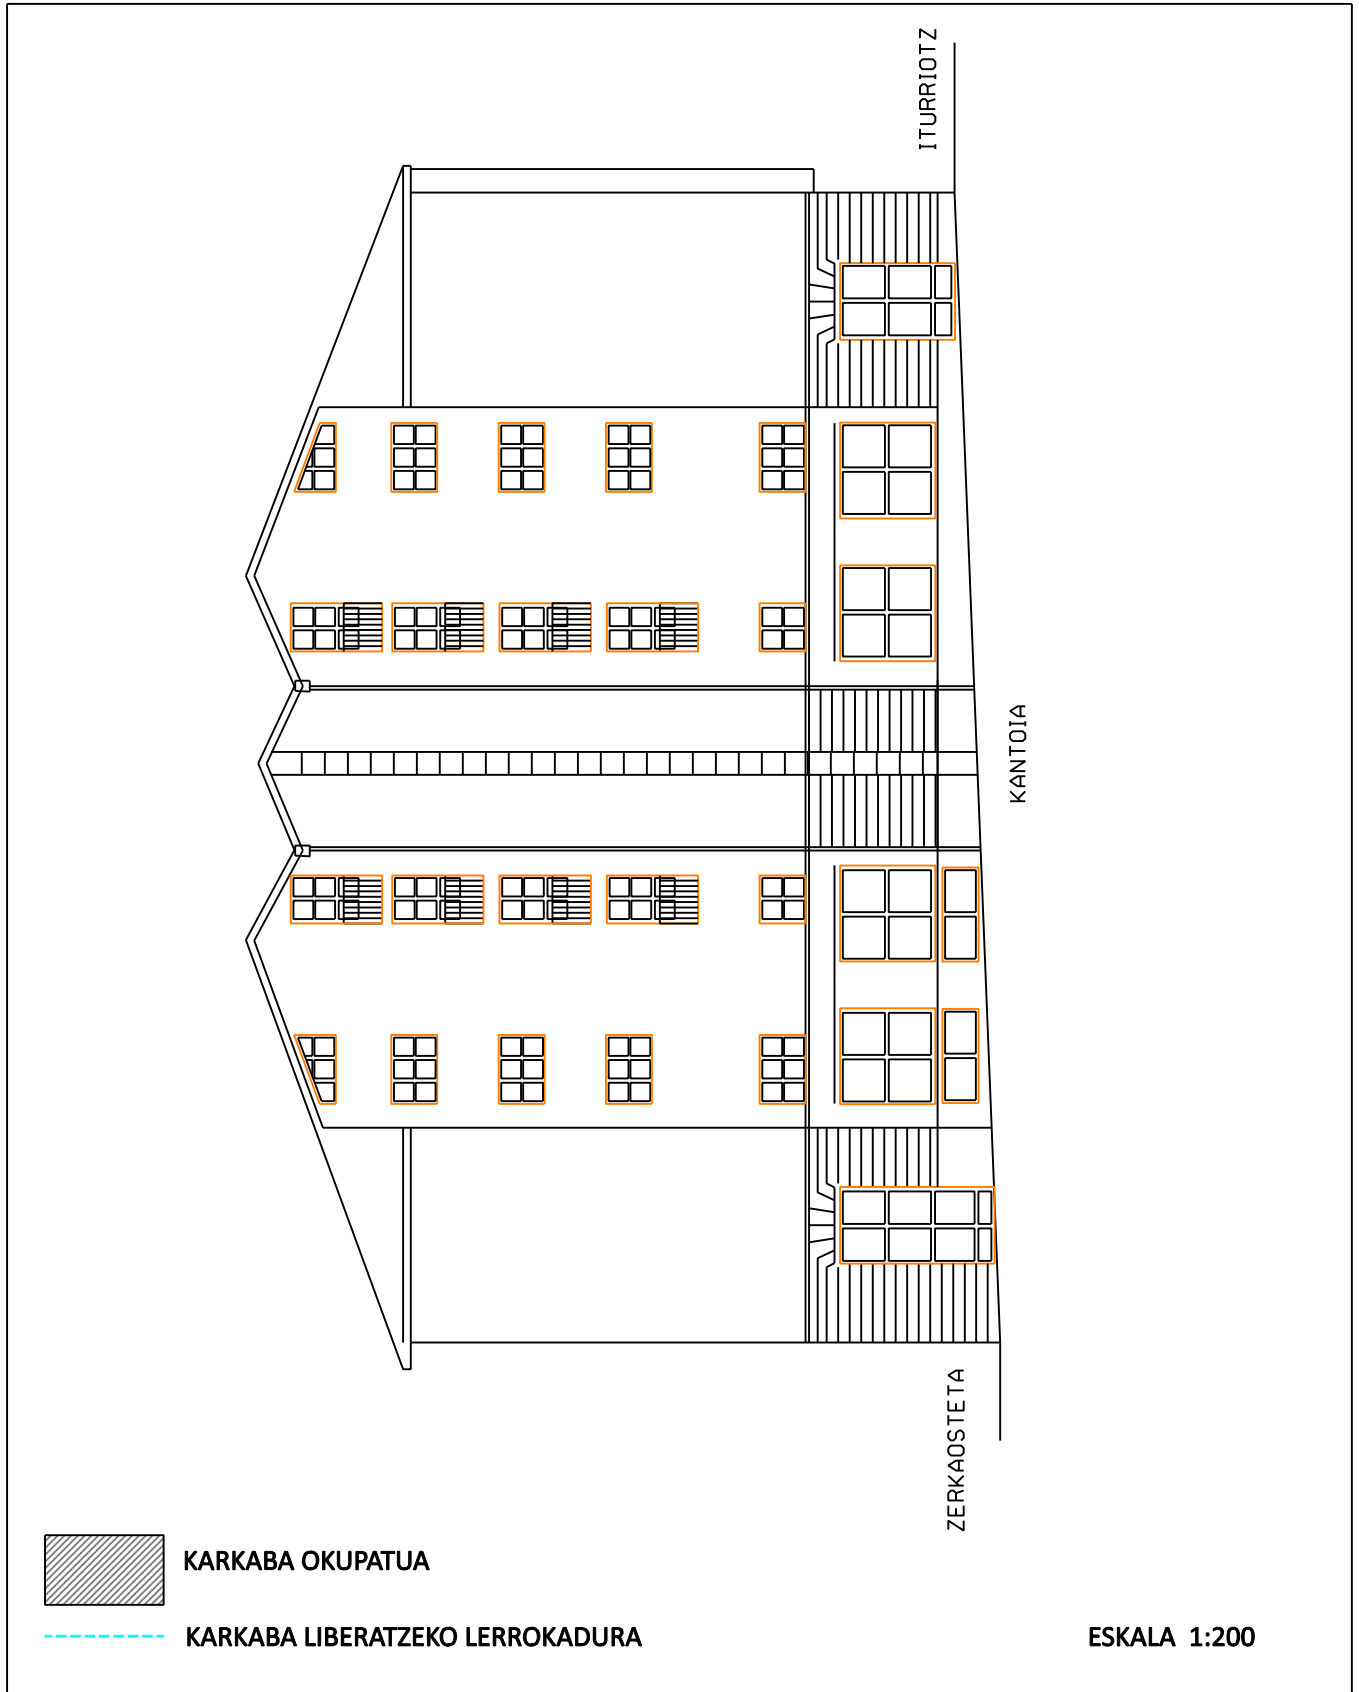 ITURRIOTZ
KANTOIA
ZERKAOSTETA
KARKABA OKUPATUA
KARKABA LIBERATZEKO LERROKADURA
ESKALA 1:200